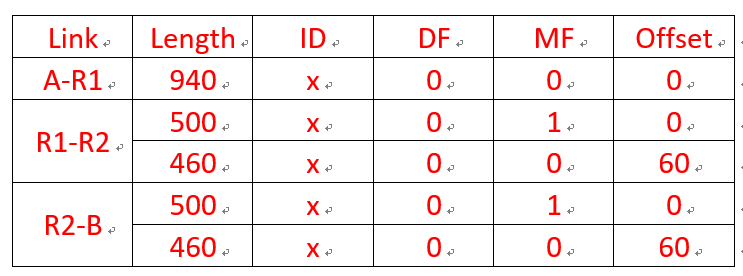 Link Length ID DF MF Offset
A-R1 940 x 0 0 0
R1-R2 500 x 0 1 0
460 x 0 0 60
R2-B 500 x 0 1 0
460 x 0 0 60